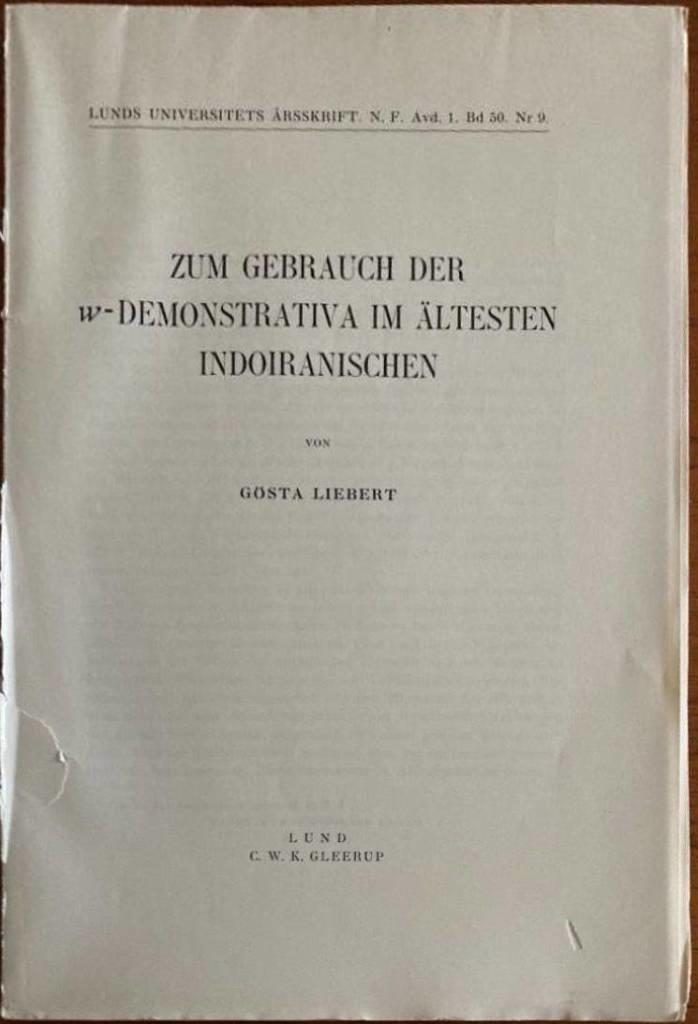 LUNDS UNIVERSITETS ÅRSSKRIFT. N. F. Avd. 1. Bd 50. Nr 9.
ZUM GEBRAUCH DER
w-DEMONSTRATIVA IM ÄLTESTEN
INDOIRANISCHEN
VON
GÖSTA LIEBERT
LUND
C. W. K. GLEERUP